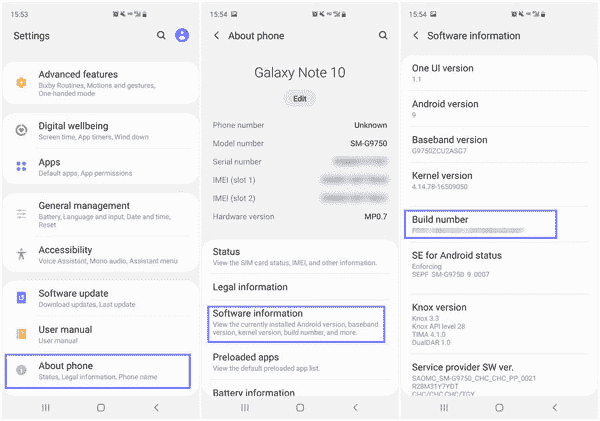 15:53
Settings
Advanced features
Bixby Routines, Motions and gestures,
One-handed mode
Digital wellbeing
Screen time, App timers, Wind down
Apps
Default apps, App permissions
General management
Battery, Language and input, Date and time,
Reset
Accessibility
Voice Assistant, Mono audio, Assistant menu
Software update
Download updates, Last update
User manual
User manual
About phone
Status, Legal information, Phone name
15:54
About phone
Galaxy Note 10
Edit
Phone number Unknown
Model number SM-G9750
Serial number
IMEI (slot 1)
IMEI (slot 2)
Hardware version MP0.7
Status
View the SIM card status, IMEI, and other information.
Legal information
Software information
View the currently installed Android version, baseband
version, kernel version, build number, and more.
Preloaded apps
View the default preloaded app list.
Battery information
15:54
Software information
One UI version
1.1
Android version
9
Baseband version
G9750ZCU2ASG7
Kernel version
4.14.78-16509050
Build number
SE for Android status
Enforcing
SEPF_SM-G9750_9_0007
Knox version
Knox 3.3
Knox API level 28
TIMA 4.1.0
DualDAR 1.0
Service provider SW ver.
SAOMC_SM-G9750_CHC_CHC_PP_0021
R28M31Y7YDT
CHC/CHC,CHC/TGY